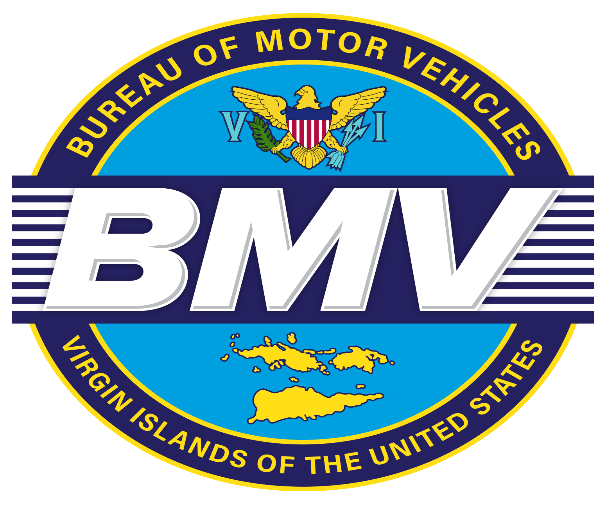 BUREAU OF MOTOR VEHICLES
V I
BMV
VIRGIN ISLANDS OF THE UNITED STATES